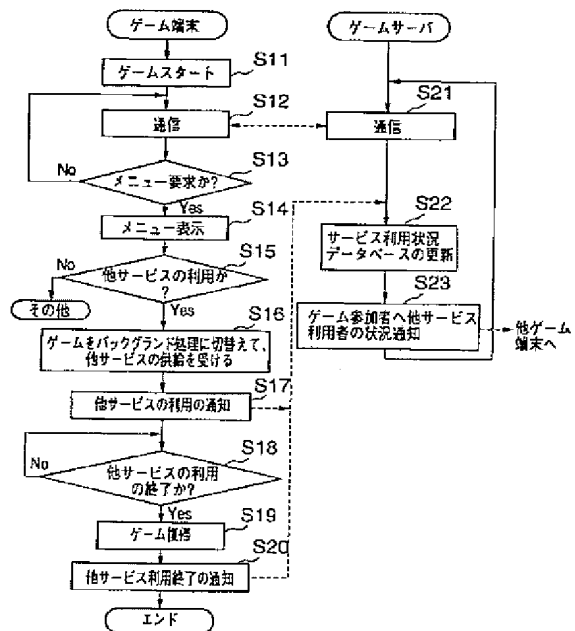 ゲーム端末
ゲームスタート
S11
通信
S12
No
メニュー要求か?
S13
Yes
メニュー表示
S14
No
他サービスの利用か
?
S15
その他
Yes
ゲームをバックグランド処理に切替えて、
他サービスの供給を受ける
S16
他サービスの利用の通知
S17
No
他サービスの利用
の終了か?
S18
Yes
ゲーム復帰
S19
他サービス利用終了の通知
S20
エンド
ゲームサーバ
通信
S21
サービス利用状況
データベースの更新
S22
ゲーム参加者へ他サービス
利用者の状況通知
S23
他ゲーム
端末へ